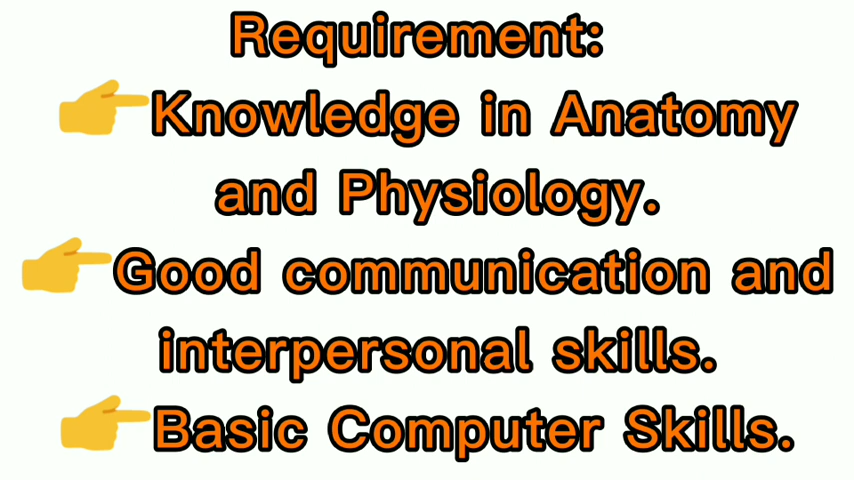 Requirement:
👉Knowledge in Anatomy
and Physiology.
👉Good communication and
interpersonal skills.
👉Basic Computer Skills.